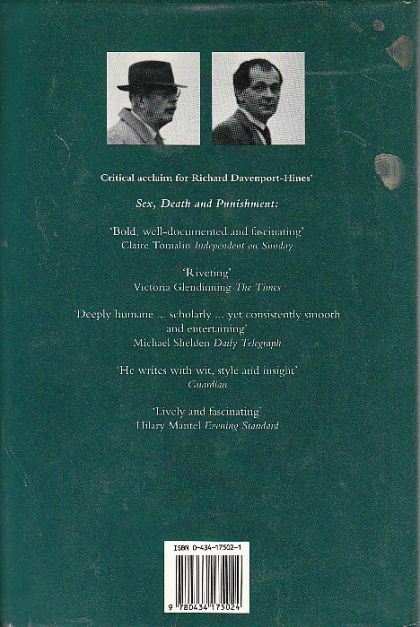 Critical acclaim for Richard Davenport-Hines'
Sex, Death and Punishment:
'Bold, well-documented and fascinating'
Claire Tomalin Independent on Sunday
'Riveting'
Victoria Glendinning The Times
'Deeply humane ... scholarly ... yet consistently smooth
and entertaining'
Michael Shelden Daily Telegraph
'He writes with wit, style and insight'
Guardian
'Lively and fascinating'
Hilary Mantel Evening Standard
ISBN 0-434-17502-1
9 780434 175024